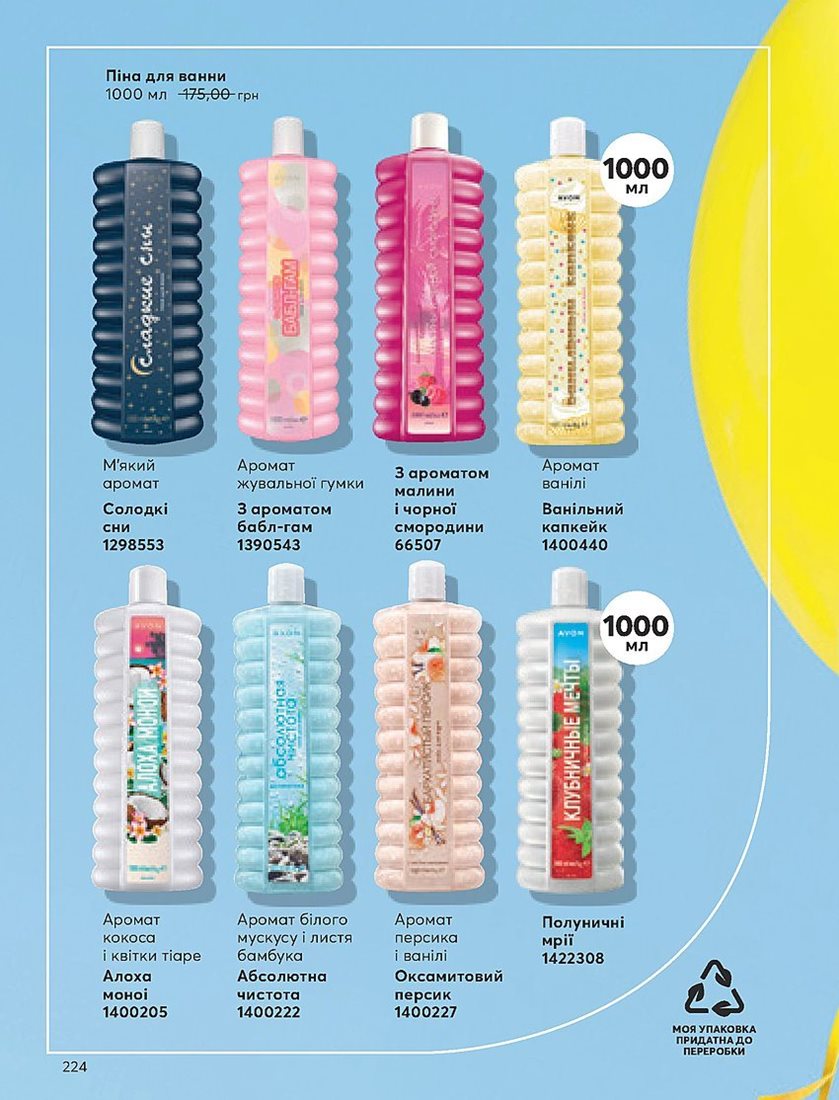 Піна для ванни
1000 мл 175,00 грн
1000
мл
Сладкие сны
AVON
БАБЛ-ГАМ
AVON
Ванильный капкейк
М'який
аромат
Солодкі
сни
1298553
Аромат
жувальної гумки
З ароматом
бабл-гам
1390543
З ароматом
малини
і чорної
смородини
66507
Аромат
ванілі
Ванільний
капкейк
1400440
1000
мл
AVON
АЛОХА МОНОИ
AVON
абсолютная
чистота
БАРХАТИСТЫЙ ПЕРСИК
AVON
КЛУБНИЧНЫЕ МЕЧТЫ
Аромат
кокоса
і квітки тіаре
Алоха
моноі
1400205
Аромат білого
мускусу і листя
бамбука
Абсолютна
чистота
1400222
Аромат
персика
і ванілі
Оксамитовий
персик
1400227
Полуничні
мрії
1422308
МОЯ УПАКОВКА
ПРИДАТНА ДО
ПЕРЕРОБКИ
224